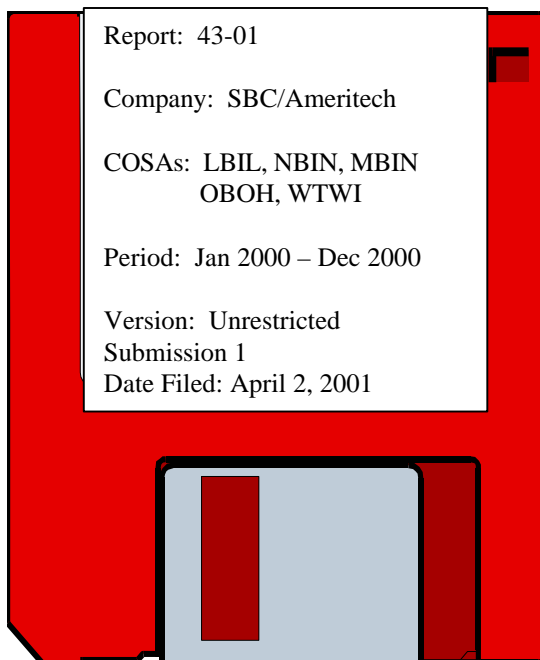 Report: 43-01
Company: SBC/Ameritech
COSAs: LBIL, NBIN, MBIN
OBOH, WTWI
Period: Jan 2000 – Dec 2000
Version: Unrestricted
Submission 1
Date Filed: April 2, 2001